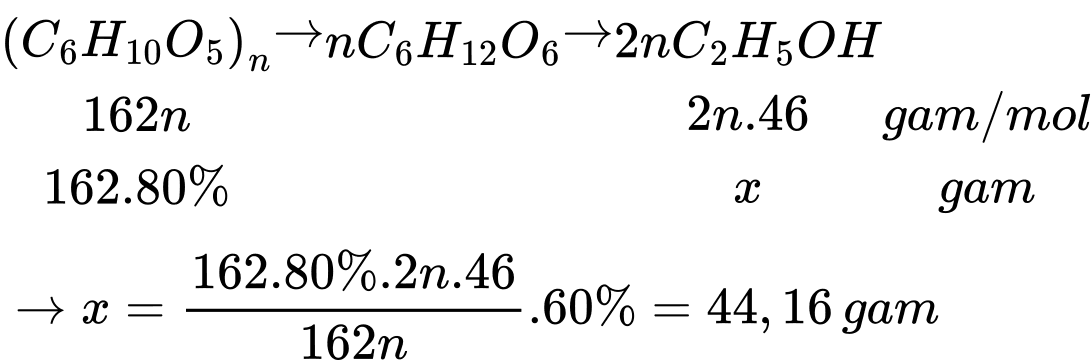 (C₆H₁₀O₅)ₙ→nC₆H₁₂O₆→2nC₂H₅OH
162n 2n.46 gam/mol
162.80% x gam
→ x = \frac{162.80%.2n.46}{162n}.60% = 44,16 gam